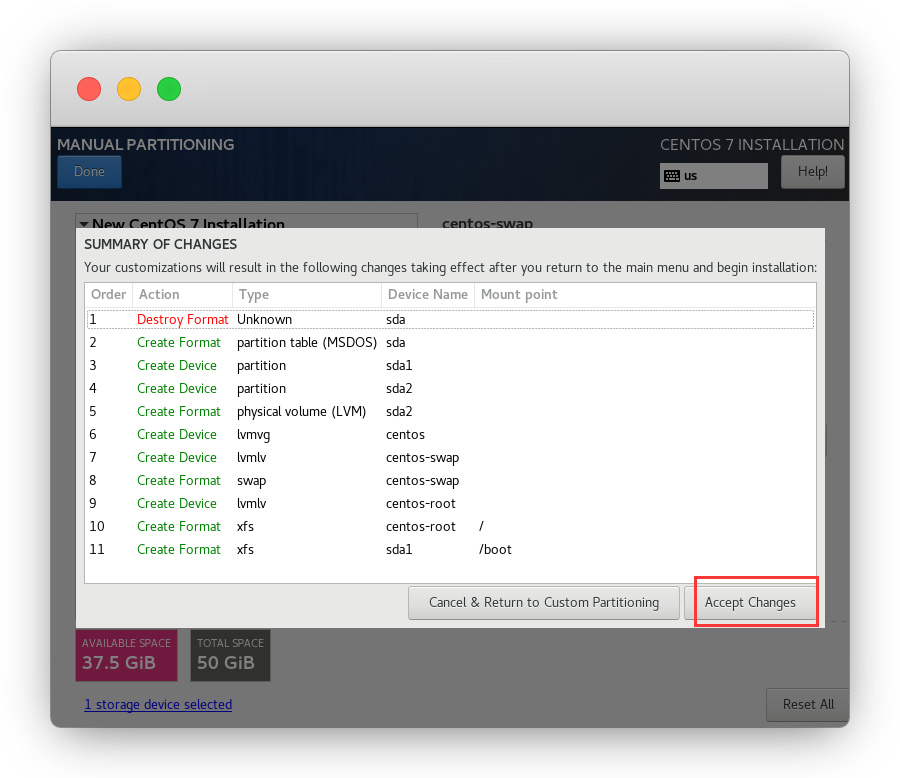 MANUAL PARTITIONING
CENTOS 7 INSTALLATION
Done
us
Help!
New CentOS 7 Installation
centos-swap
SUMMARY OF CHANGES
Your customizations will result in the following changes taking effect after you return to the main menu and begin installation:
Order Action Type Device Name Mount point
1 Destroy Format Unknown sda
2 Create Format partition table (MSDOS) sda
3 Create Device partition sda1
4 Create Device partition sda2
5 Create Format physical volume (LVM) sda2
6 Create Device lvmvg centos
7 Create Device lvmlv centos-swap
8 Create Format swap centos-swap
9 Create Device lvmlv centos-root
10 Create Format xfs centos-root /
11 Create Format xfs sda1 /boot
Cancel & Return to Custom Partitioning Accept Changes
AVAILABLE SPACE TOTAL SPACE
37.5 GiB 50 GiB
1 storage device selected
Reset All